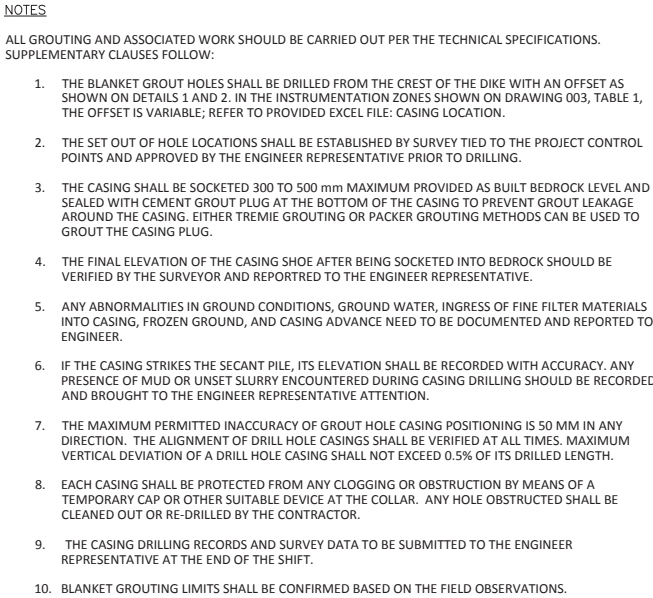 NOTES
ALL GROUTING AND ASSOCIATED WORK SHOULD BE CARRIED OUT PER THE TECHNICAL SPECIFICATIONS.
SUPPLEMENTARY CLAUSES FOLLOW:
1. THE BLANKET GROUT HOLES SHALL BE DRILLED FROM THE CREST OF THE DIKE WITH AN OFFSET AS
SHOWN ON DETAILS 1 AND 2. IN THE INSTRUMENTATION ZONES SHOWN ON DRAWING 003, TABLE 1,
THE OFFSET IS VARIABLE; REFER TO PROVIDED EXCEL FILE: CASING LOCATION.
2. THE SET OUT OF HOLE LOCATIONS SHALL BE ESTABLISHED BY SURVEY TIED TO THE PROJECT CONTROL
POINTS AND APPROVED BY THE ENGINEER REPRESENTATIVE PRIOR TO DRILLING.
3. THE CASING SHALL BE SOCKETED 300 TO 500 mm MAXIMUM PROVIDED AS BUILT BEDROCK LEVEL AND
SEALED WITH CEMENT GROUT PLUG AT THE BOTTOM OF THE CASING TO PREVENT GROUT LEAKAGE
AROUND THE CASING. EITHER TREMIE GROUTING OR PACKER GROUTING METHODS CAN BE USED TO
GROUT THE CASING PLUG.
4. THE FINAL ELEVATION OF THE CASING SHOE AFTER BEING SOCKETED INTO BEDROCK SHOULD BE
VERIFIED BY THE SURVEYOR AND REPORTRED TO THE ENGINEER REPRESENTATIVE.
5. ANY ABNORMALITIES IN GROUND CONDITIONS, GROUND WATER, INGRESS OF FINE FILTER MATERIALS
INTO CASING, FROZEN GROUND, AND CASING ADVANCE NEED TO BE DOCUMENTED AND REPORTED TO
ENGINEER.
6. IF THE CASING STRIKES THE SECANT PILE, ITS ELEVATION SHALL BE RECORDED WITH ACCURACY. ANY
PRESENCE OF MUD OR UNSET SLURRY ENCOUNTERED DURING CASING DRILLING SHOULD BE RECORDED
AND BROUGHT TO THE ENGINEER REPRESENTATIVE ATTENTION.
7. THE MAXIMUM PERMITTED INACCURACY OF GROUT HOLE CASING POSITIONING IS 50 MM IN ANY
DIRECTION. THE ALIGNMENT OF DRILL HOLE CASINGS SHALL BE VERIFIED AT ALL TIMES. MAXIMUM
VERTICAL DEVIATION OF A DRILL HOLE CASING SHALL NOT EXCEED 0.5% OF ITS DRILLED LENGTH.
8. EACH CASING SHALL BE PROTECTED FROM ANY CLOGGING OR OBSTRUCTION BY MEANS OF A
TEMPORARY CAP OR OTHER SUITABLE DEVICE AT THE COLLAR. ANY HOLE OBSTRUCTED SHALL BE
CLEANED OUT OR RE-DRILLED BY THE CONTRACTOR.
9. THE CASING DRILLING RECORDS AND SURVEY DATA TO BE SUBMITTED TO THE ENGINEER
REPRESENTATIVE AT THE END OF THE SHIFT.
10. BLANKET GROUTING LIMITS SHALL BE CONFIRMED BASED ON THE FIELD OBSERVATIONS.